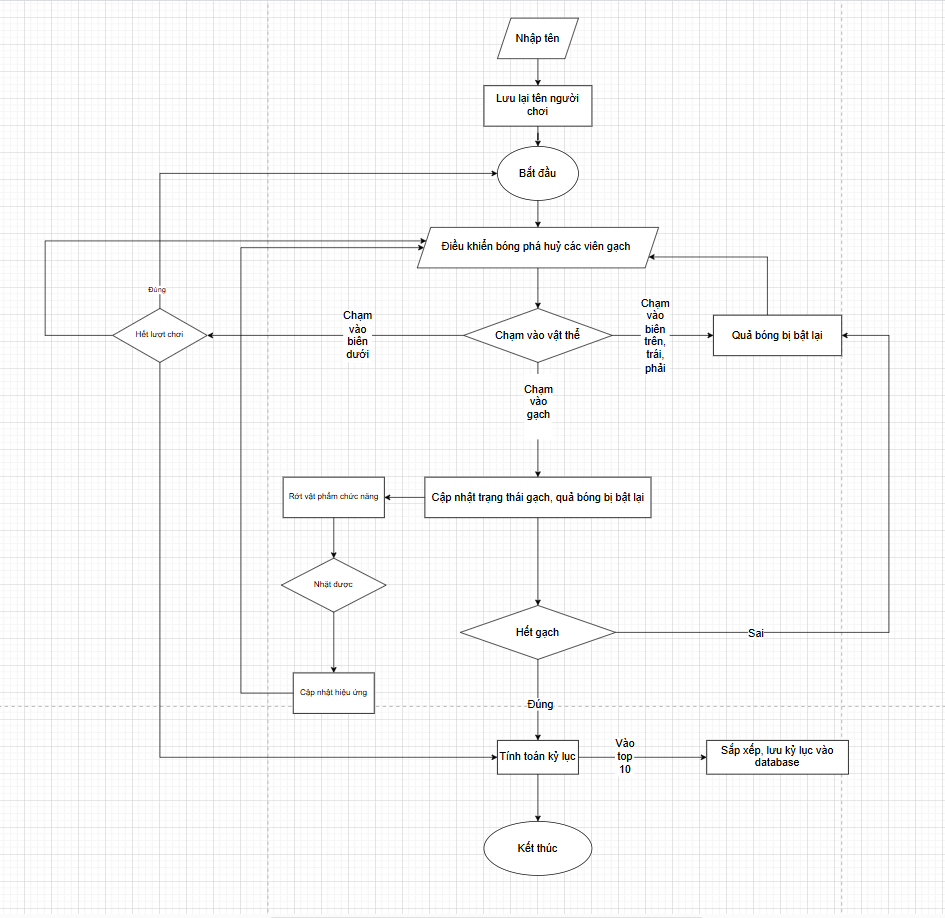 Nhập tên
Lưu lại tên người
chơi
Bắt đầu
Điều khiển bóng phá huỷ các viên gạch
Đúng
Hết lượt chơi
Chạm
vào
biên
dưới
Chạm vào vật thể
Chạm
vào
biên
trên,
trái,
phải
Quả bóng bị bật lại
Chạm
vào
gạch
Rớt vật phẩm chức năng
Cập nhật trạng thái gạch, quả bóng bị bật lại
Nhặt được
Hết gạch
Sai
Cập nhật hiệu ứng
Đúng
Tính toán kỷ lục
Vào
top
10
Sắp xếp, lưu kỷ lục vào
database
Kết thúc